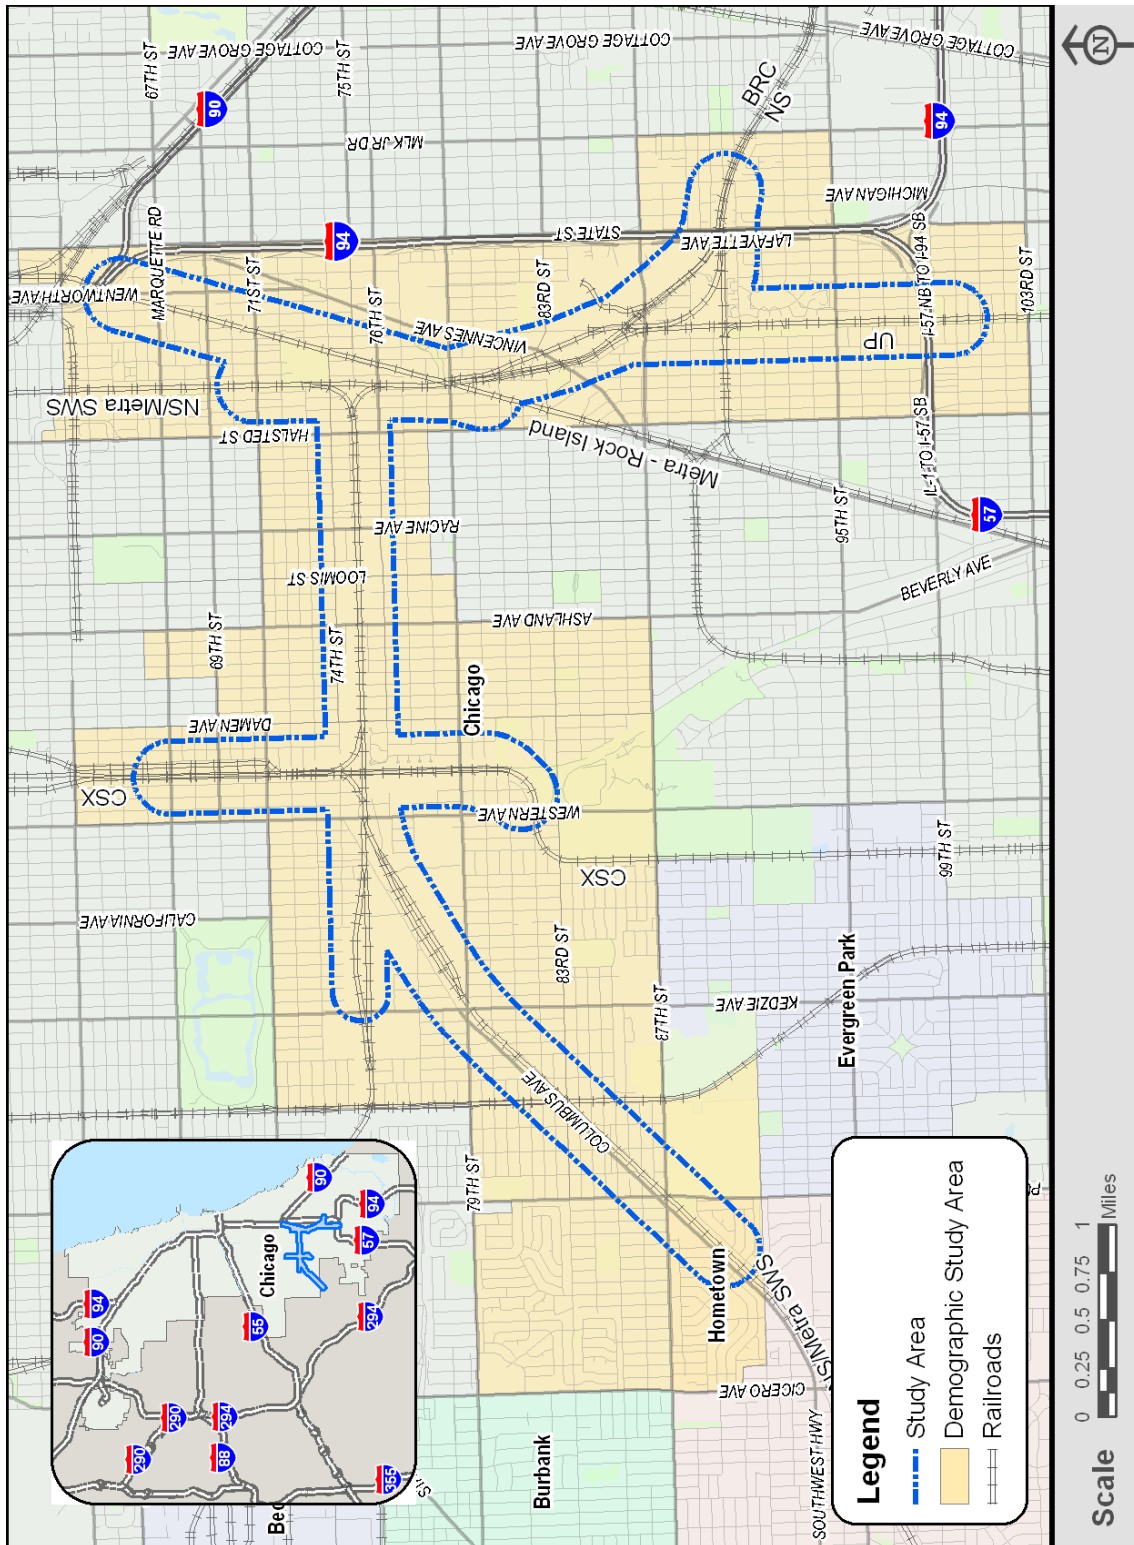 67TH ST
COTTAGE GROVE AVE
75TH ST
COTTAGE GROVE AVE
COTTAGE GROVE AVE
90
MLK JR DR
BRC
NS
94
MICHIGAN AVE
MARQUETTE RD
94
STATE ST
LAFAYETTE AVE
WENTWORTH AVE
71ST ST
76TH ST
VINCENNES AVE
83RD ST
I-57 NB TO I-94 SB
103RD ST
UP
NS/Metra SWS
HALSTED ST
Metra - Rock Island
IL-1 TO I-57 SB
RACINE AVE
95TH ST
57
LOOMIS ST
BEVERLY AVE
69TH ST
74TH ST
ASHLAND AVE
DAMEN AVE
Chicago
CSX
WESTERN AVE
CSX
99TH ST
CALIFORNIA AVE
83RD ST
87TH ST
KEDZIE AVE
Evergreen Park
COLUMBUS AVE
79TH ST
Hometown
NS/Metra SWS
CICERO AVE
SOUTHWEST HWY
Burbank
90
94
90
94
57
Chicago
55
294
290
294
290
88
355
Legend
Study Area
Demographic Study Area
Railroads
N
Scale
0 0.25 0.5 0.75 1
Miles